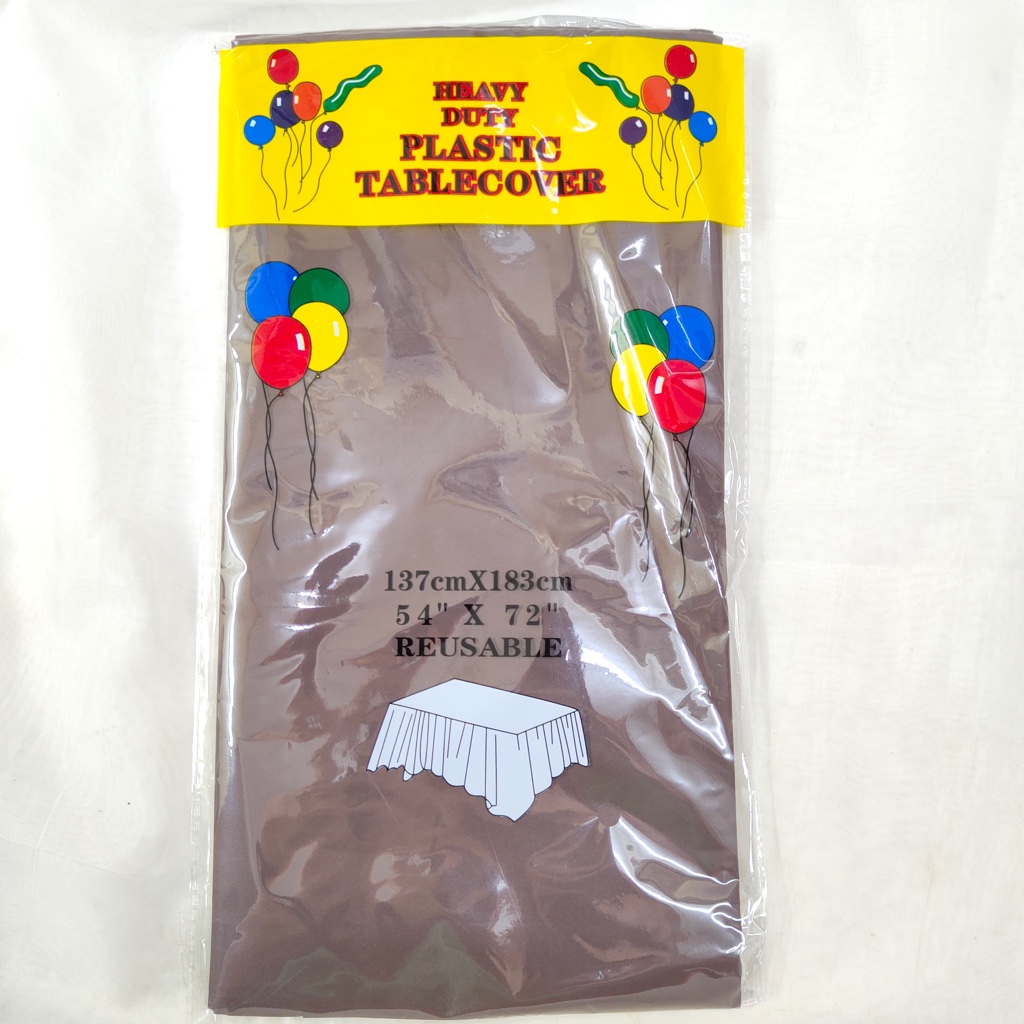 HEAVY
DUTY
PLASTIC
TABLECOVER
137cmX183cm
54" X 72"
REUSABLE